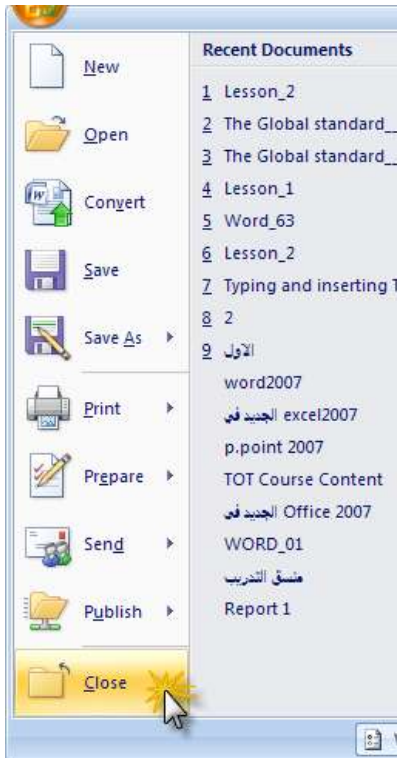 New
Open
Convert
Save
Save As
Print
Prepare
Send
Publish
Close
Recent Documents
1 Lesson_2
2 The Global standard_
3 The Global standard_
4 Lesson_1
5 Word_63
6 Lesson_2
7 Typing and inserting T
8 2
9 الاول
word2007
الجديد في excel2007
p.point 2007
TOT Course Content
الجديد في Office 2007
WORD_01
منسق التدريب
Report 1